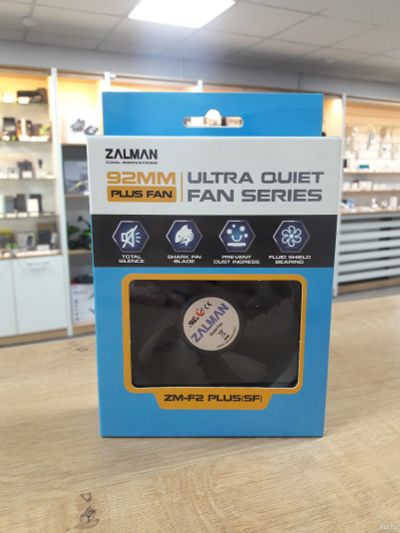 ZALMAN
COOL INNOVATIONS
92MM
PLUS FAN
ULTRA QUIET
FAN SERIES
TOTAL
SILENCE
SHARK FIN
BLADE
PREVENT
DUST INGRESS
FLUID SHIELD
BEARING
ZALMAN
ZM-F2 PLUS(SF)